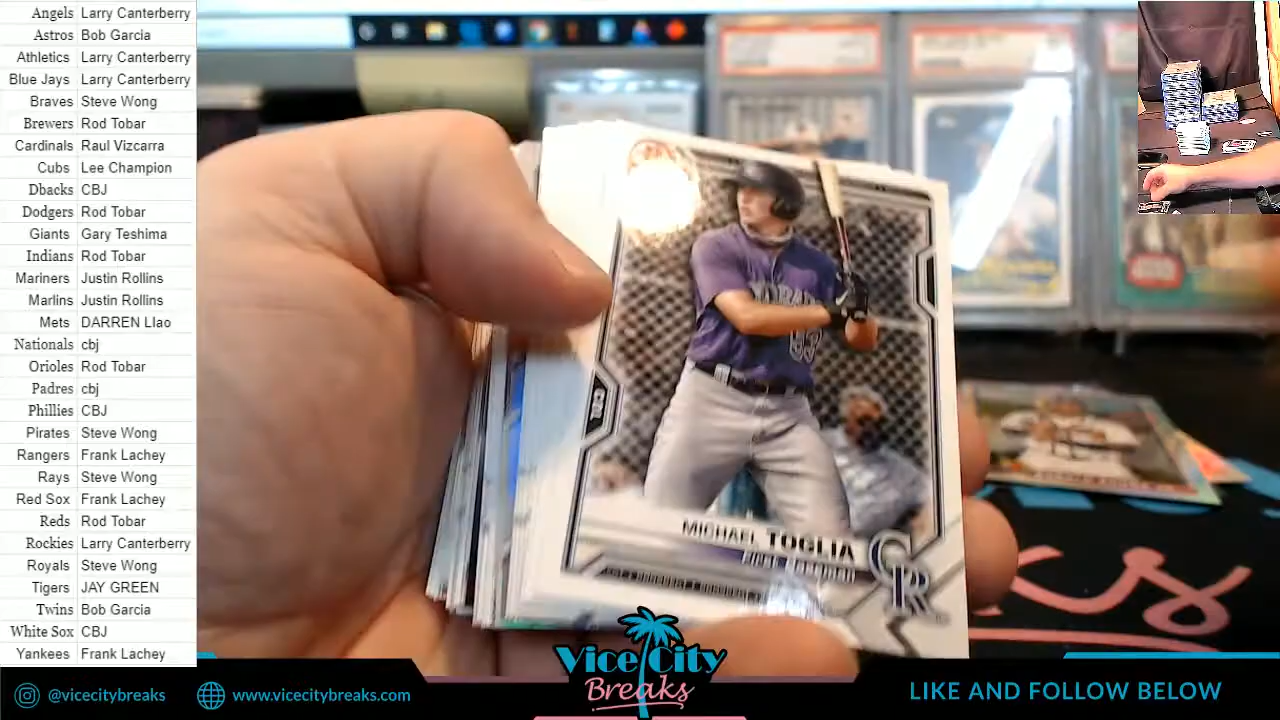 Angels Larry Canterberry
Astros Bob Garcia
Athletics Larry Canterberry
Blue Jays Larry Canterberry
Braves Steve Wong
Brewers Rod Tobar
Cardinals Raul Vizcarra
Cubs Lee Champion
Dbacks CBJ
Dodgers Rod Tobar
Giants Gary Teshima
Indians Rod Tobar
Mariners Justin Rollins
Marlins Justin Rollins
Mets DARREN LIao
Nationals cbj
Orioles Rod Tobar
Padres cbj
Phillies CBJ
Pirates Steve Wong
Rangers Frank Lachey
Rays Steve Wong
Red Sox Frank Lachey
Reds Rod Tobar
Rockies Larry Canterberry
Royals Steve Wong
Tigers JAY GREEN
Twins Bob Garcia
White Sox CBJ
Yankees Frank Lachey
COL
MICHAEL TOGLIA
CR
Vice City
Breaks
@vicecitybreaks
www.vicecitybreaks.com
LIKE AND FOLLOW BELOW